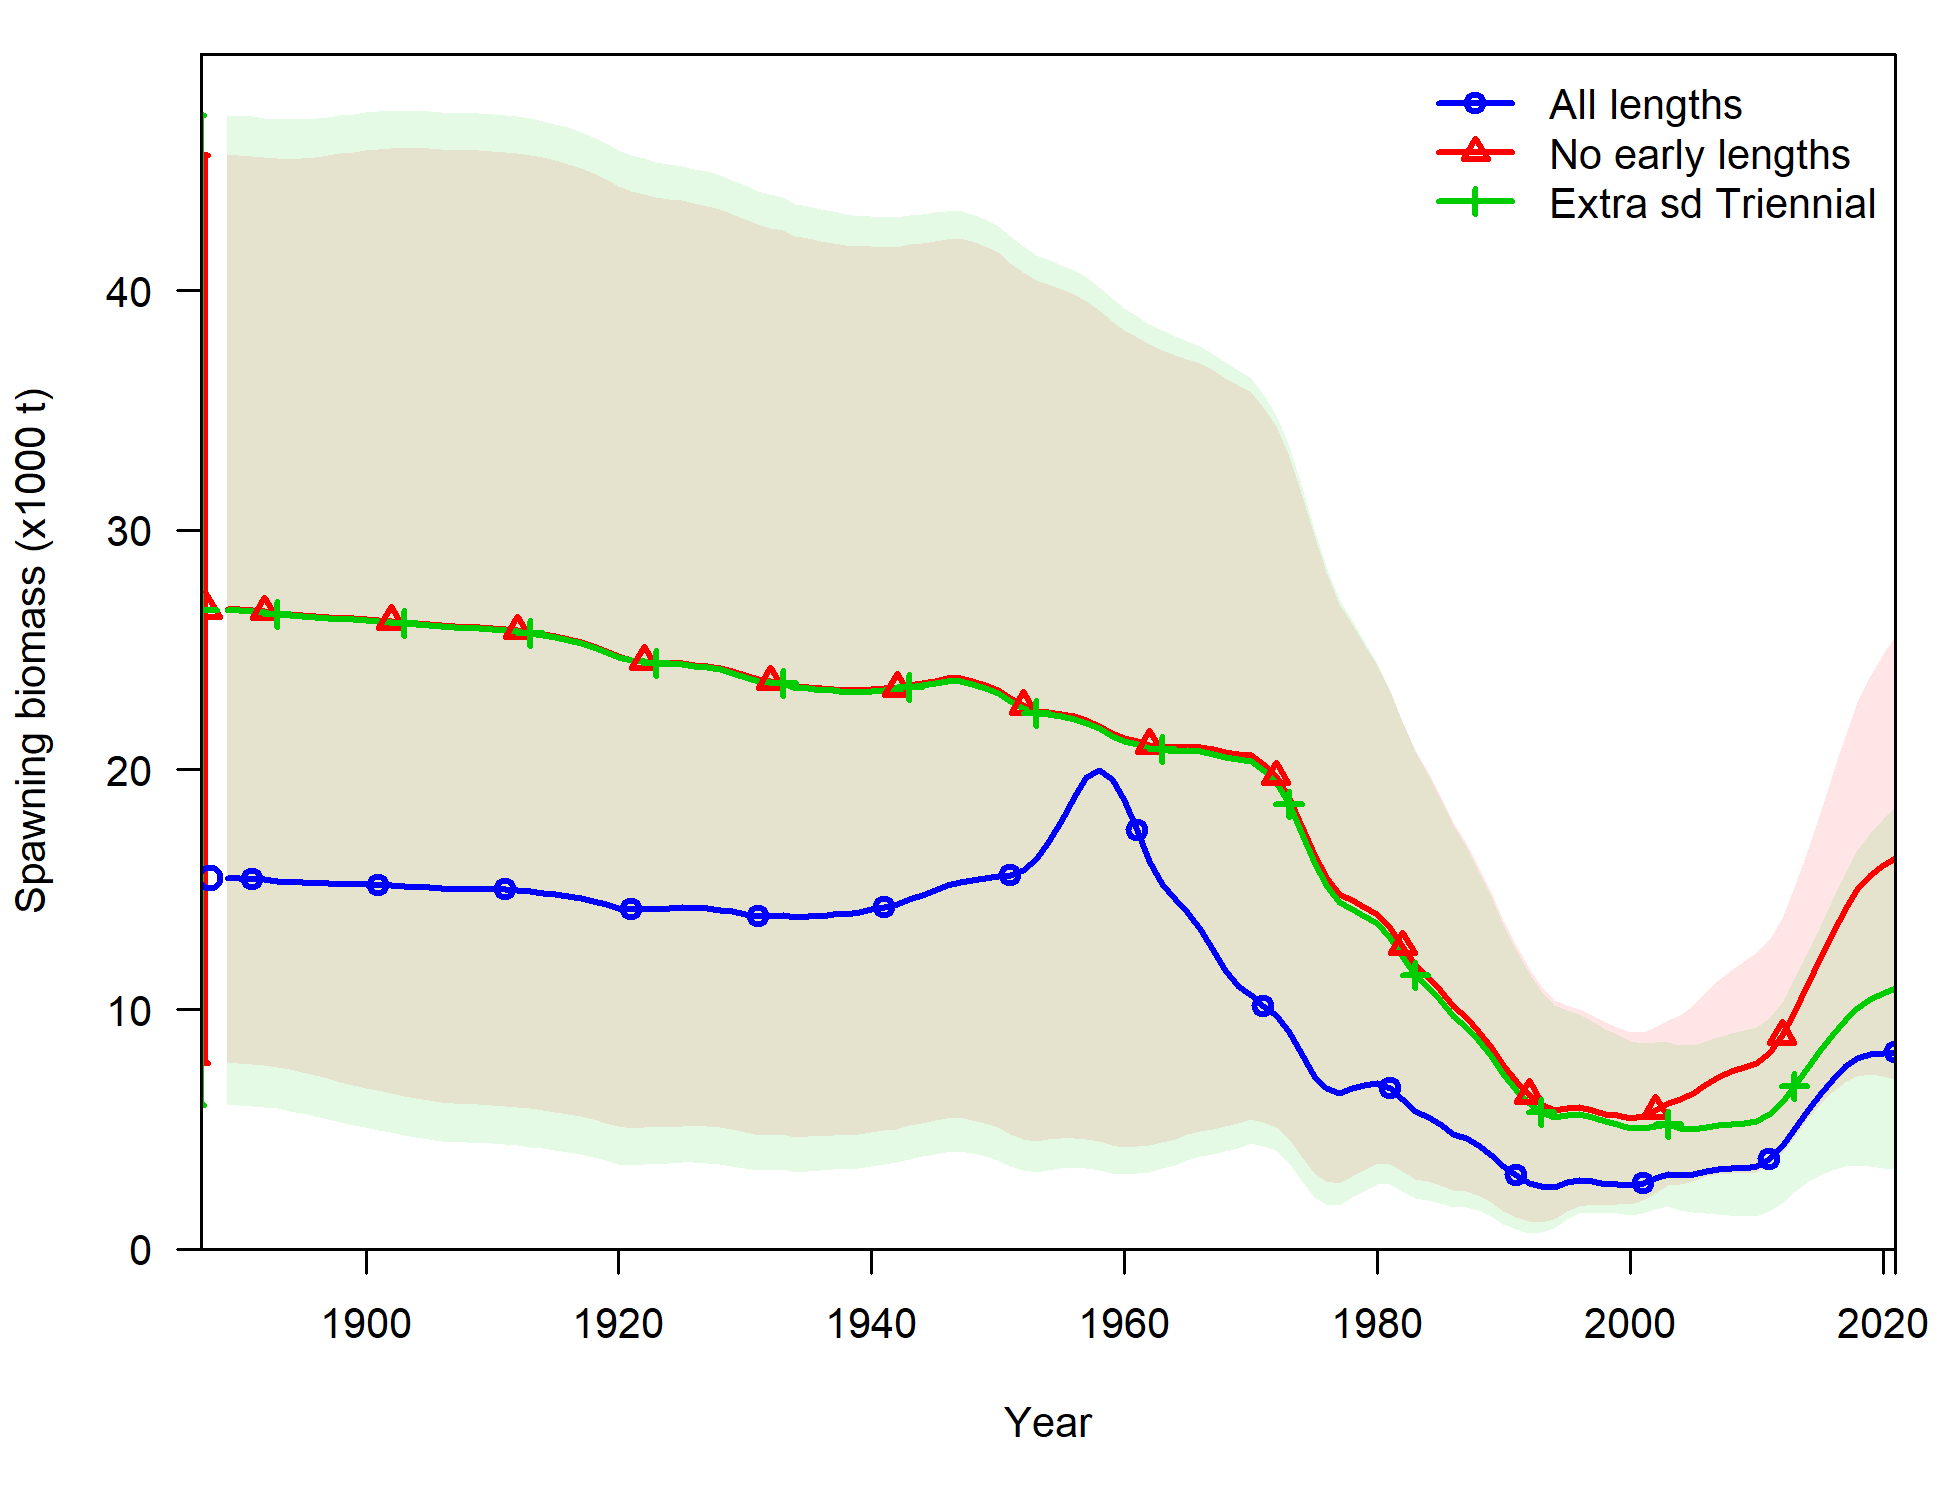 All lengths
No early lengths
Extra sd Triennial
Spawning biomass (x1000 t)
40
30
20
10
0
1900 1920 1940 1960 1980 2000 2020
Year